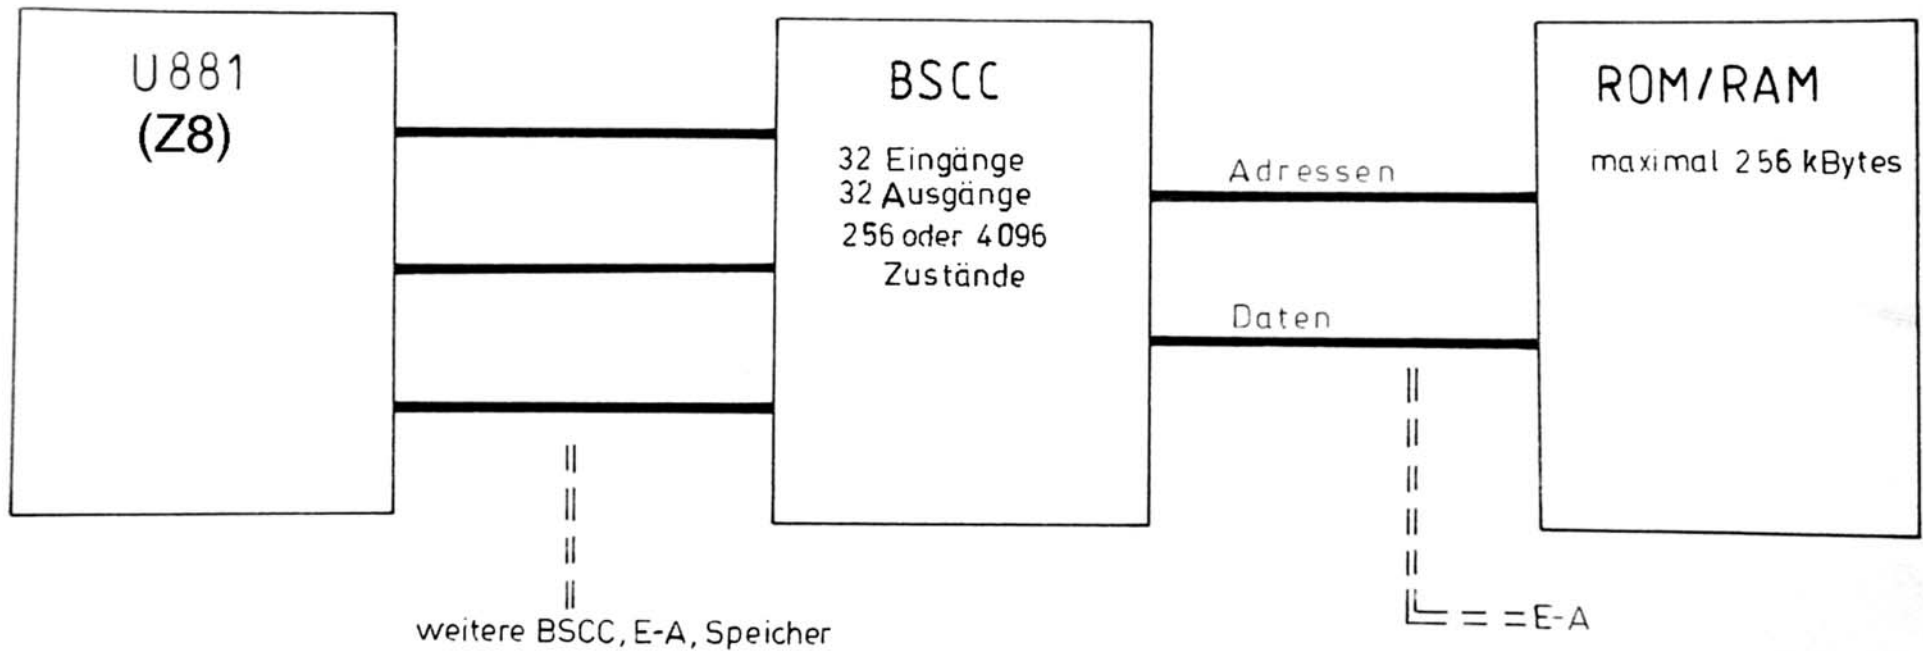 U881
(Z8)
BSCC
32 Eingänge
32 Ausgänge
256 oder 4096
Zustände
Adressen
Daten
ROM/RAM
maximal 256 kBytes
weitere BSCC, E-A, Speicher
E-A